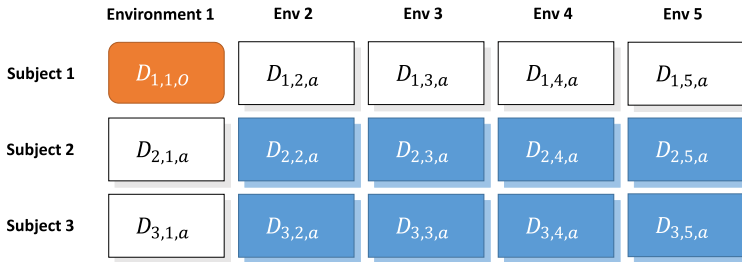 Environment 1 Env 2 Env 3 Env 4 Env 5
Subject 1 D1,1,O D1,2,a D1,3,a D1,4,a D1,5,a
Subject 2 D2,1,a D2,2,a D2,3,a D2,4,a D2,5,a
Subject 3 D3,1,a D3,2,a D3,3,a D3,4,a D3,5,a